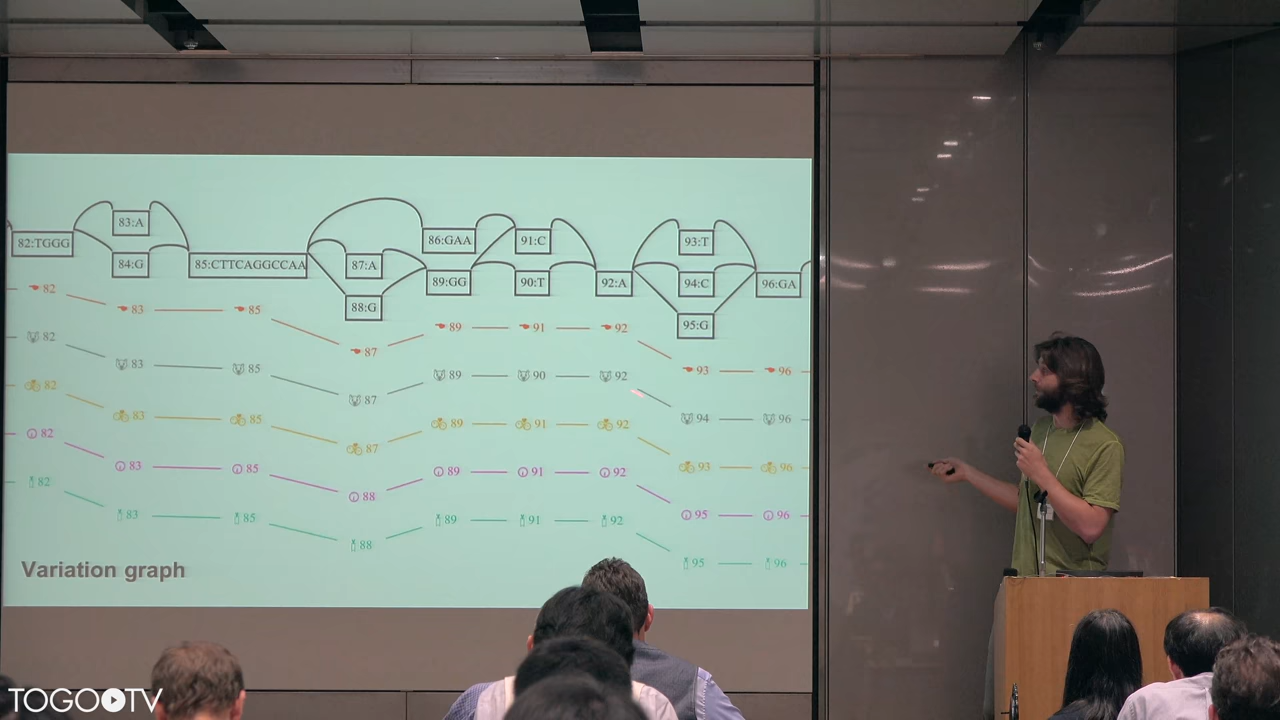 83:A
82:TGGG
84:G
85:CTTCAGGCCAA
86:GAA
87:A
88:G
89:GG
91:C
90:T
92:A
93:T
94:C
95:G
96:GA
82 83 85 87 89 91 92 93 96
82 83 85 87 89 90 92 94 96
82 83 85 87 89 91 92 93 96
82 83 85 88 89 91 92 95 96
82 83 85 88 89 91 92 95 96
Variation graph
TOGOTV